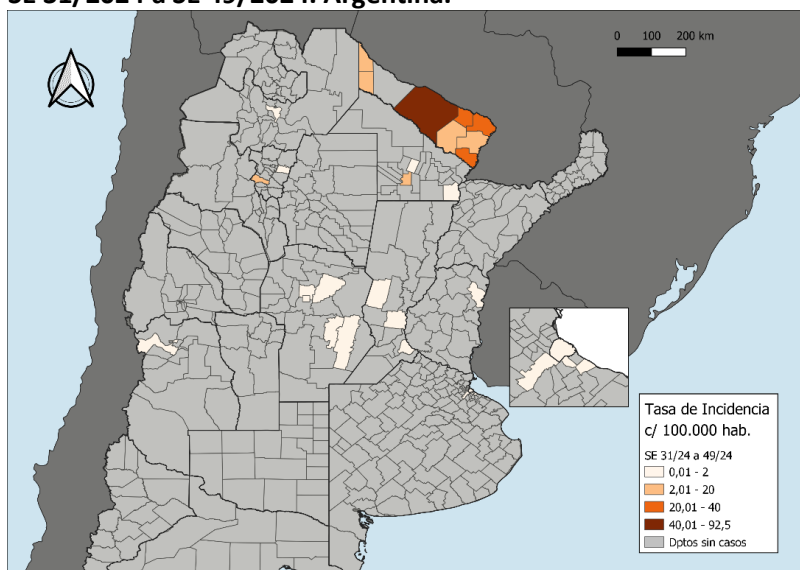 SE 31/2024 a SE 49/2024. Argentina.
0 100 200 km
Tasa de Incidencia
c/ 100.000 hab.
SE 31/24 a 49/24
0,01 - 2
2,01 - 20
20,01 - 40
40,01 - 92,5
Dptos sin casos